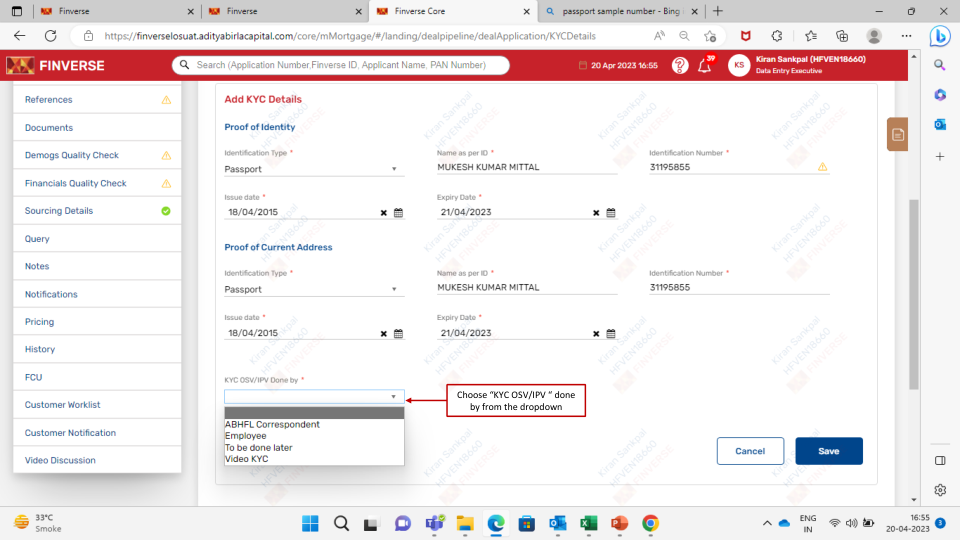 Finverse
Finverse
Finverse Core
passport sample number - Bing
https://finverselosuat.adityabirlacapital.com/core/mMortgage/#/landing/dealpipeline/dealApplication/KYCDetails
FINVERSE
Search (Application Number,Finverse ID, Applicant Name, PAN Number)
20 Apr 2023 16:55
39
KS
Kiran Sankpal (HFVEN18660)
Data Entry Executive
References
Documents
Demogs Quality Check
Financials Quality Check
Sourcing Details
Query
Notes
Notifications
Pricing
History
FCU
Customer Worklist
Customer Notification
Video Discussion
Add KYC Details
Proof of Identity
Identification Type *
Name as per ID *
Identification Number *
Passport
MUKESH KUMAR MITTAL
31195855
Issue date *
Expiry Date *
18/04/2015
21/04/2023
Proof of Current Address
Identification Type *
Name as per ID *
Identification Number *
Passport
MUKESH KUMAR MITTAL
31195855
Issue date *
Expiry Date *
18/04/2015
21/04/2023
KYC OSV/IPV Done by *
Choose "KYC OSV/IPV " done
by from the dropdown
ABHFL Correspondent
Employee
To be done later
Video KYC
Cancel
Save
33°C
Smoke
ENG
IN
16:55
20-04-2023
3